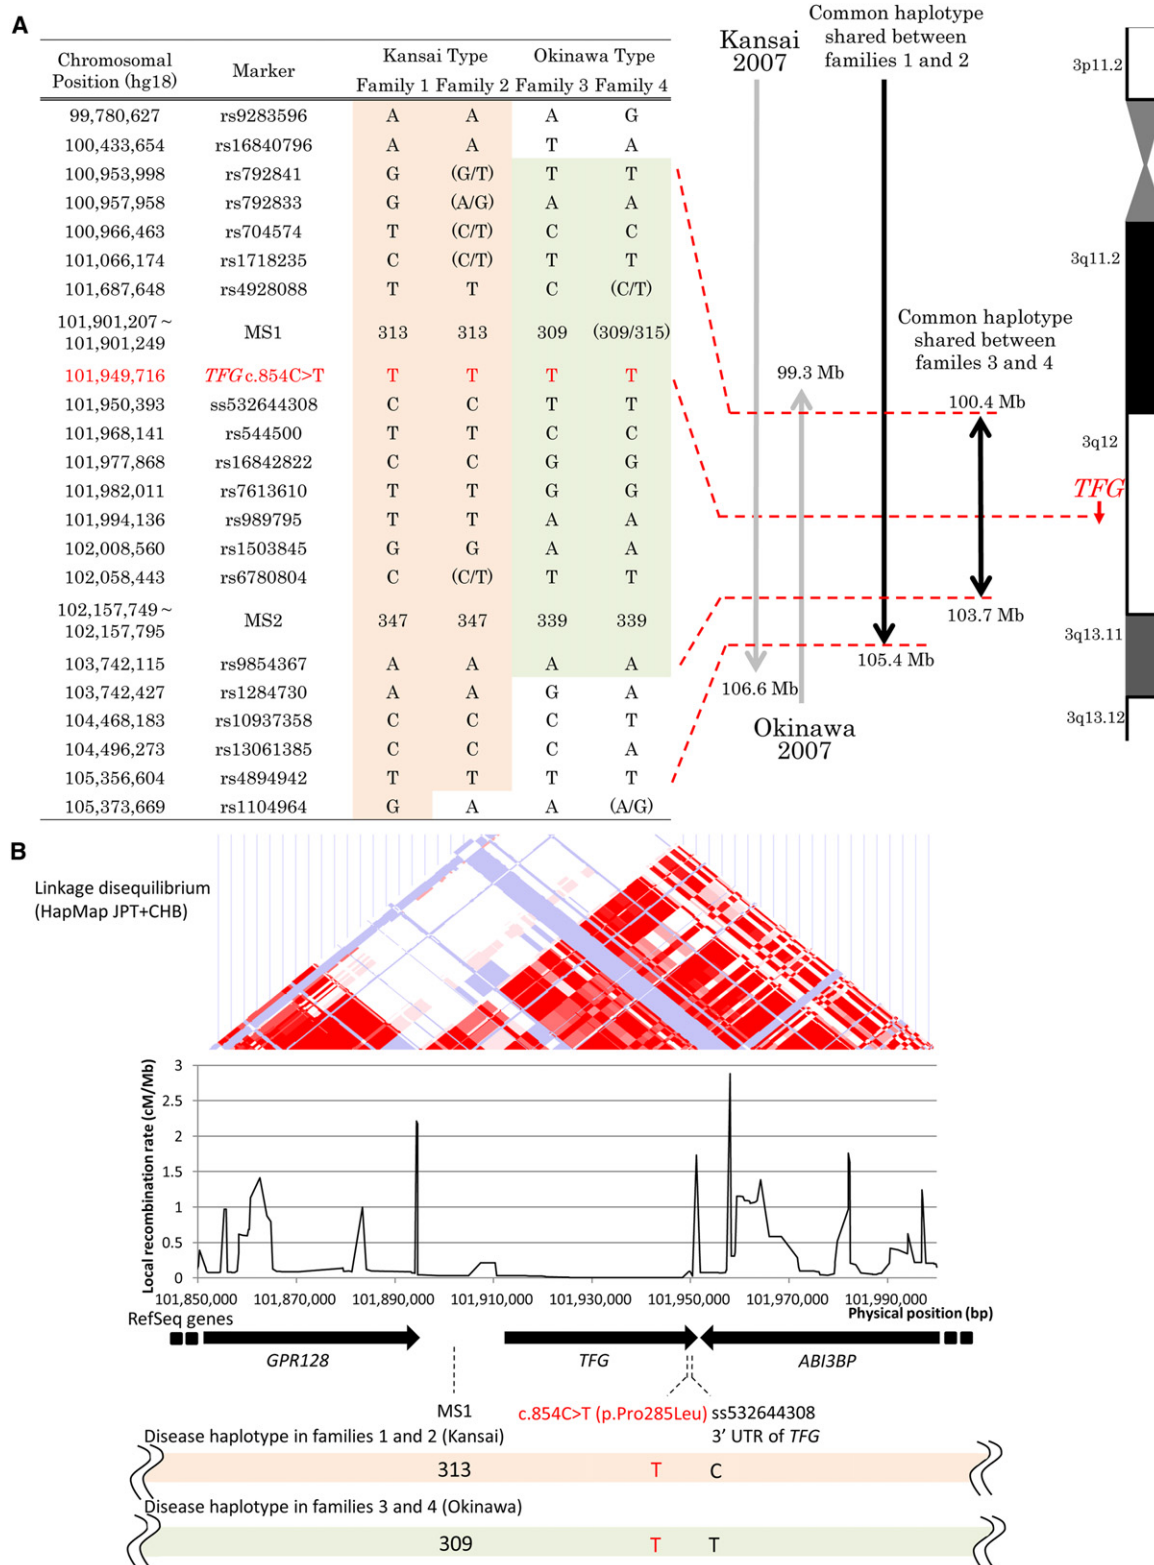 A
Chromosomal Position (hg18) Marker Kansai Type Okinawa Type
Family 1 Family 2 Family 3 Family 4
99,780,627 rs9283596 A A A G
100,433,654 rs16840796 A A T A
100,953,998 rs792841 G (G/T) T T
100,957,958 rs792833 G (A/G) A A
100,966,463 rs704574 T (C/T) C C
101,066,174 rs1718235 C (C/T) T T
101,687,648 rs4928088 T T C (C/T)
101,901,207 ~ 101,901,249 MS1 313 313 309 (309/315)
101,949,716 TFG c.854C>T T T T T
101,950,393 ss532644308 C C T T
101,968,141 rs544500 T T C C
101,977,868 rs16842822 C C G G
101,982,011 rs7613610 T T G G
101,994,136 rs989795 T T A A
102,008,560 rs1503845 G G A A
102,058,443 rs6780804 C (C/T) T T
102,157,749 ~ 102,157,795 MS2 347 347 339 339
103,742,115 rs9854367 A A A A
103,742,427 rs1284730 A A G A
104,468,183 rs10937358 C C C T
104,496,273 rs13061385 C C C A
105,356,604 rs4894942 T T T T
105,373,669 rs1104964 G A A (A/G)
Kansai
2007
Common haplotype
shared between
families 1 and 2
Common haplotype
shared between
familes 3 and 4
99.3 Mb
100.4 Mb
103.7 Mb
105.4 Mb
106.6 Mb
Okinawa
2007
3p11.2
3q11.2
3q12
TFG
3q13.11
3q13.12
B
Linkage disequilibrium
(HapMap JPT+CHB)
Local recombination rate (cM/Mb)
3
2.5
2
1.5
1
0.5
0
101,850,000 101,870,000 101,890,000 101,910,000 101,930,000 101,950,000 101,970,000 101,990,000
Physical position (bp)
RefSeq genes
GPR128 TFG ABI3BP
MS1 c.854C>T (p.Pro285Leu) ss532644308
3' UTR of TFG
Disease haplotype in families 1 and 2 (Kansai)
313 T C
Disease haplotype in families 3 and 4 (Okinawa)
309 T T